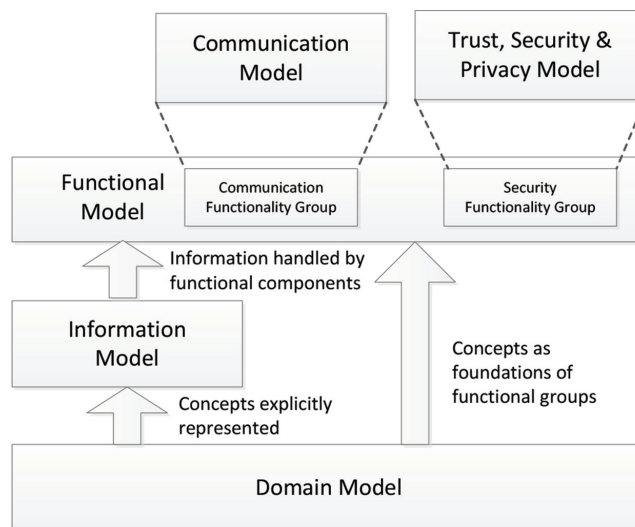 Communication
Model
Trust, Security &
Privacy Model
Functional
Model
Communication
Functionality Group
Security
Functionality Group
Information handled by
functional components
Information
Model
Concepts as
foundations of
functional groups
Concepts explicitly
represented
Domain Model